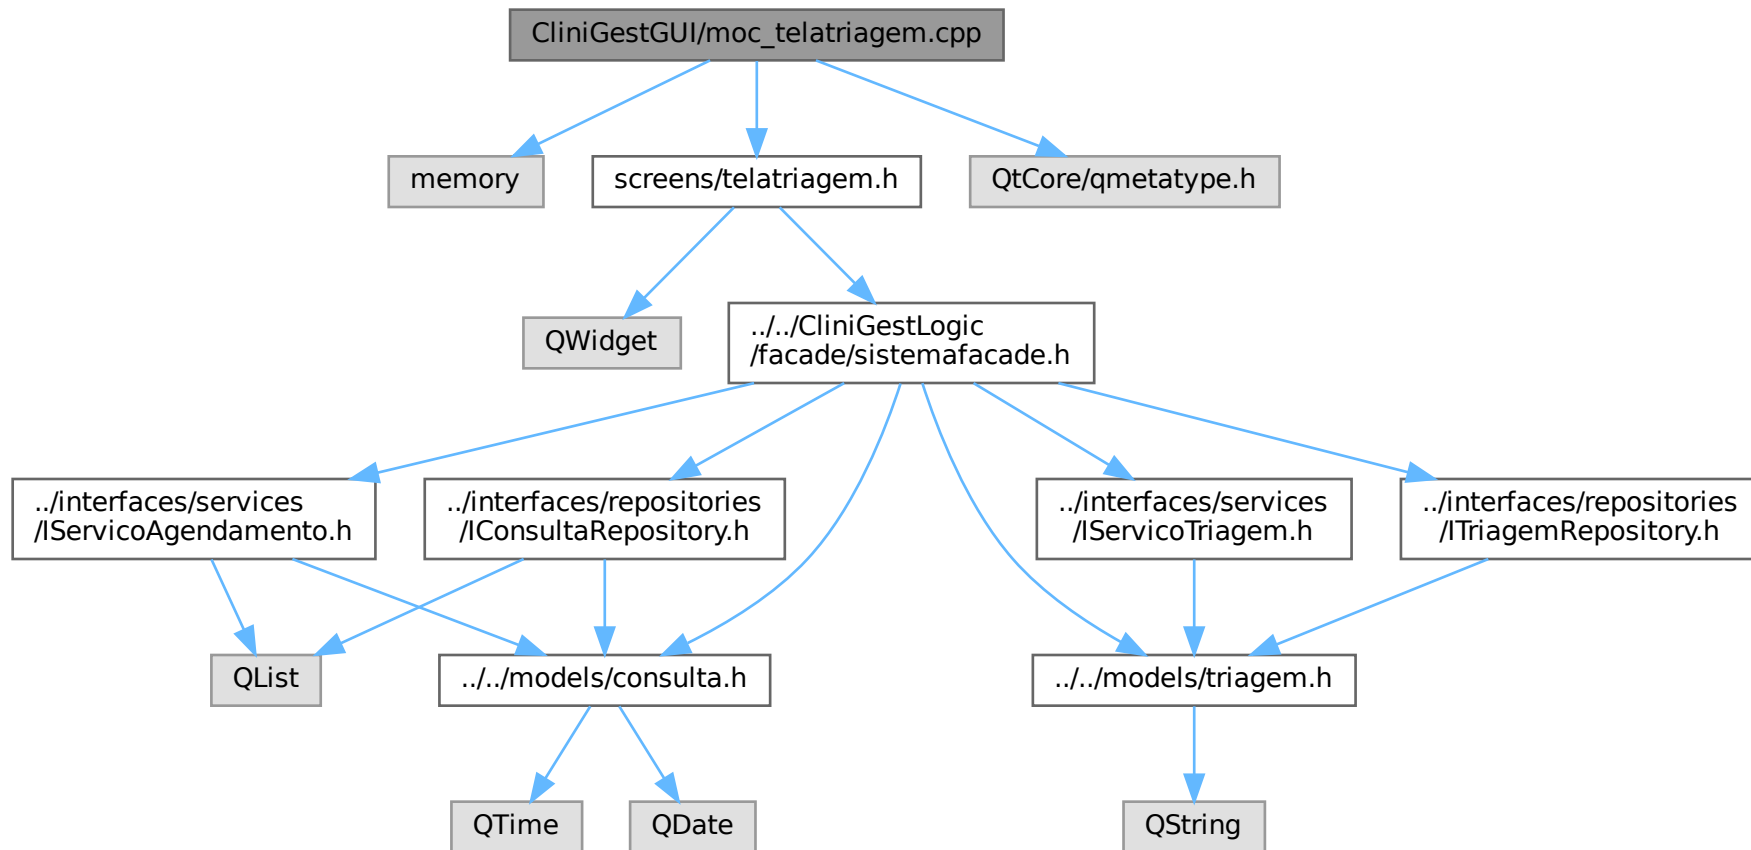 CliniGestGUI/moc_telatriagem.cpp
memory
screens/telatriagem.h
QtCore/qmetatype.h
QWidget
../../CliniGestLogic
/facade/sistemafacade.h
../interfaces/services
/IServicoAgendamento.h
../interfaces/repositories
/IConsultaRepository.h
../interfaces/services
/IServicoTriagem.h
../interfaces/repositories
/ITriagemRepository.h
QList
../../models/consulta.h
../../models/triagem.h
QTime
QDate
QString